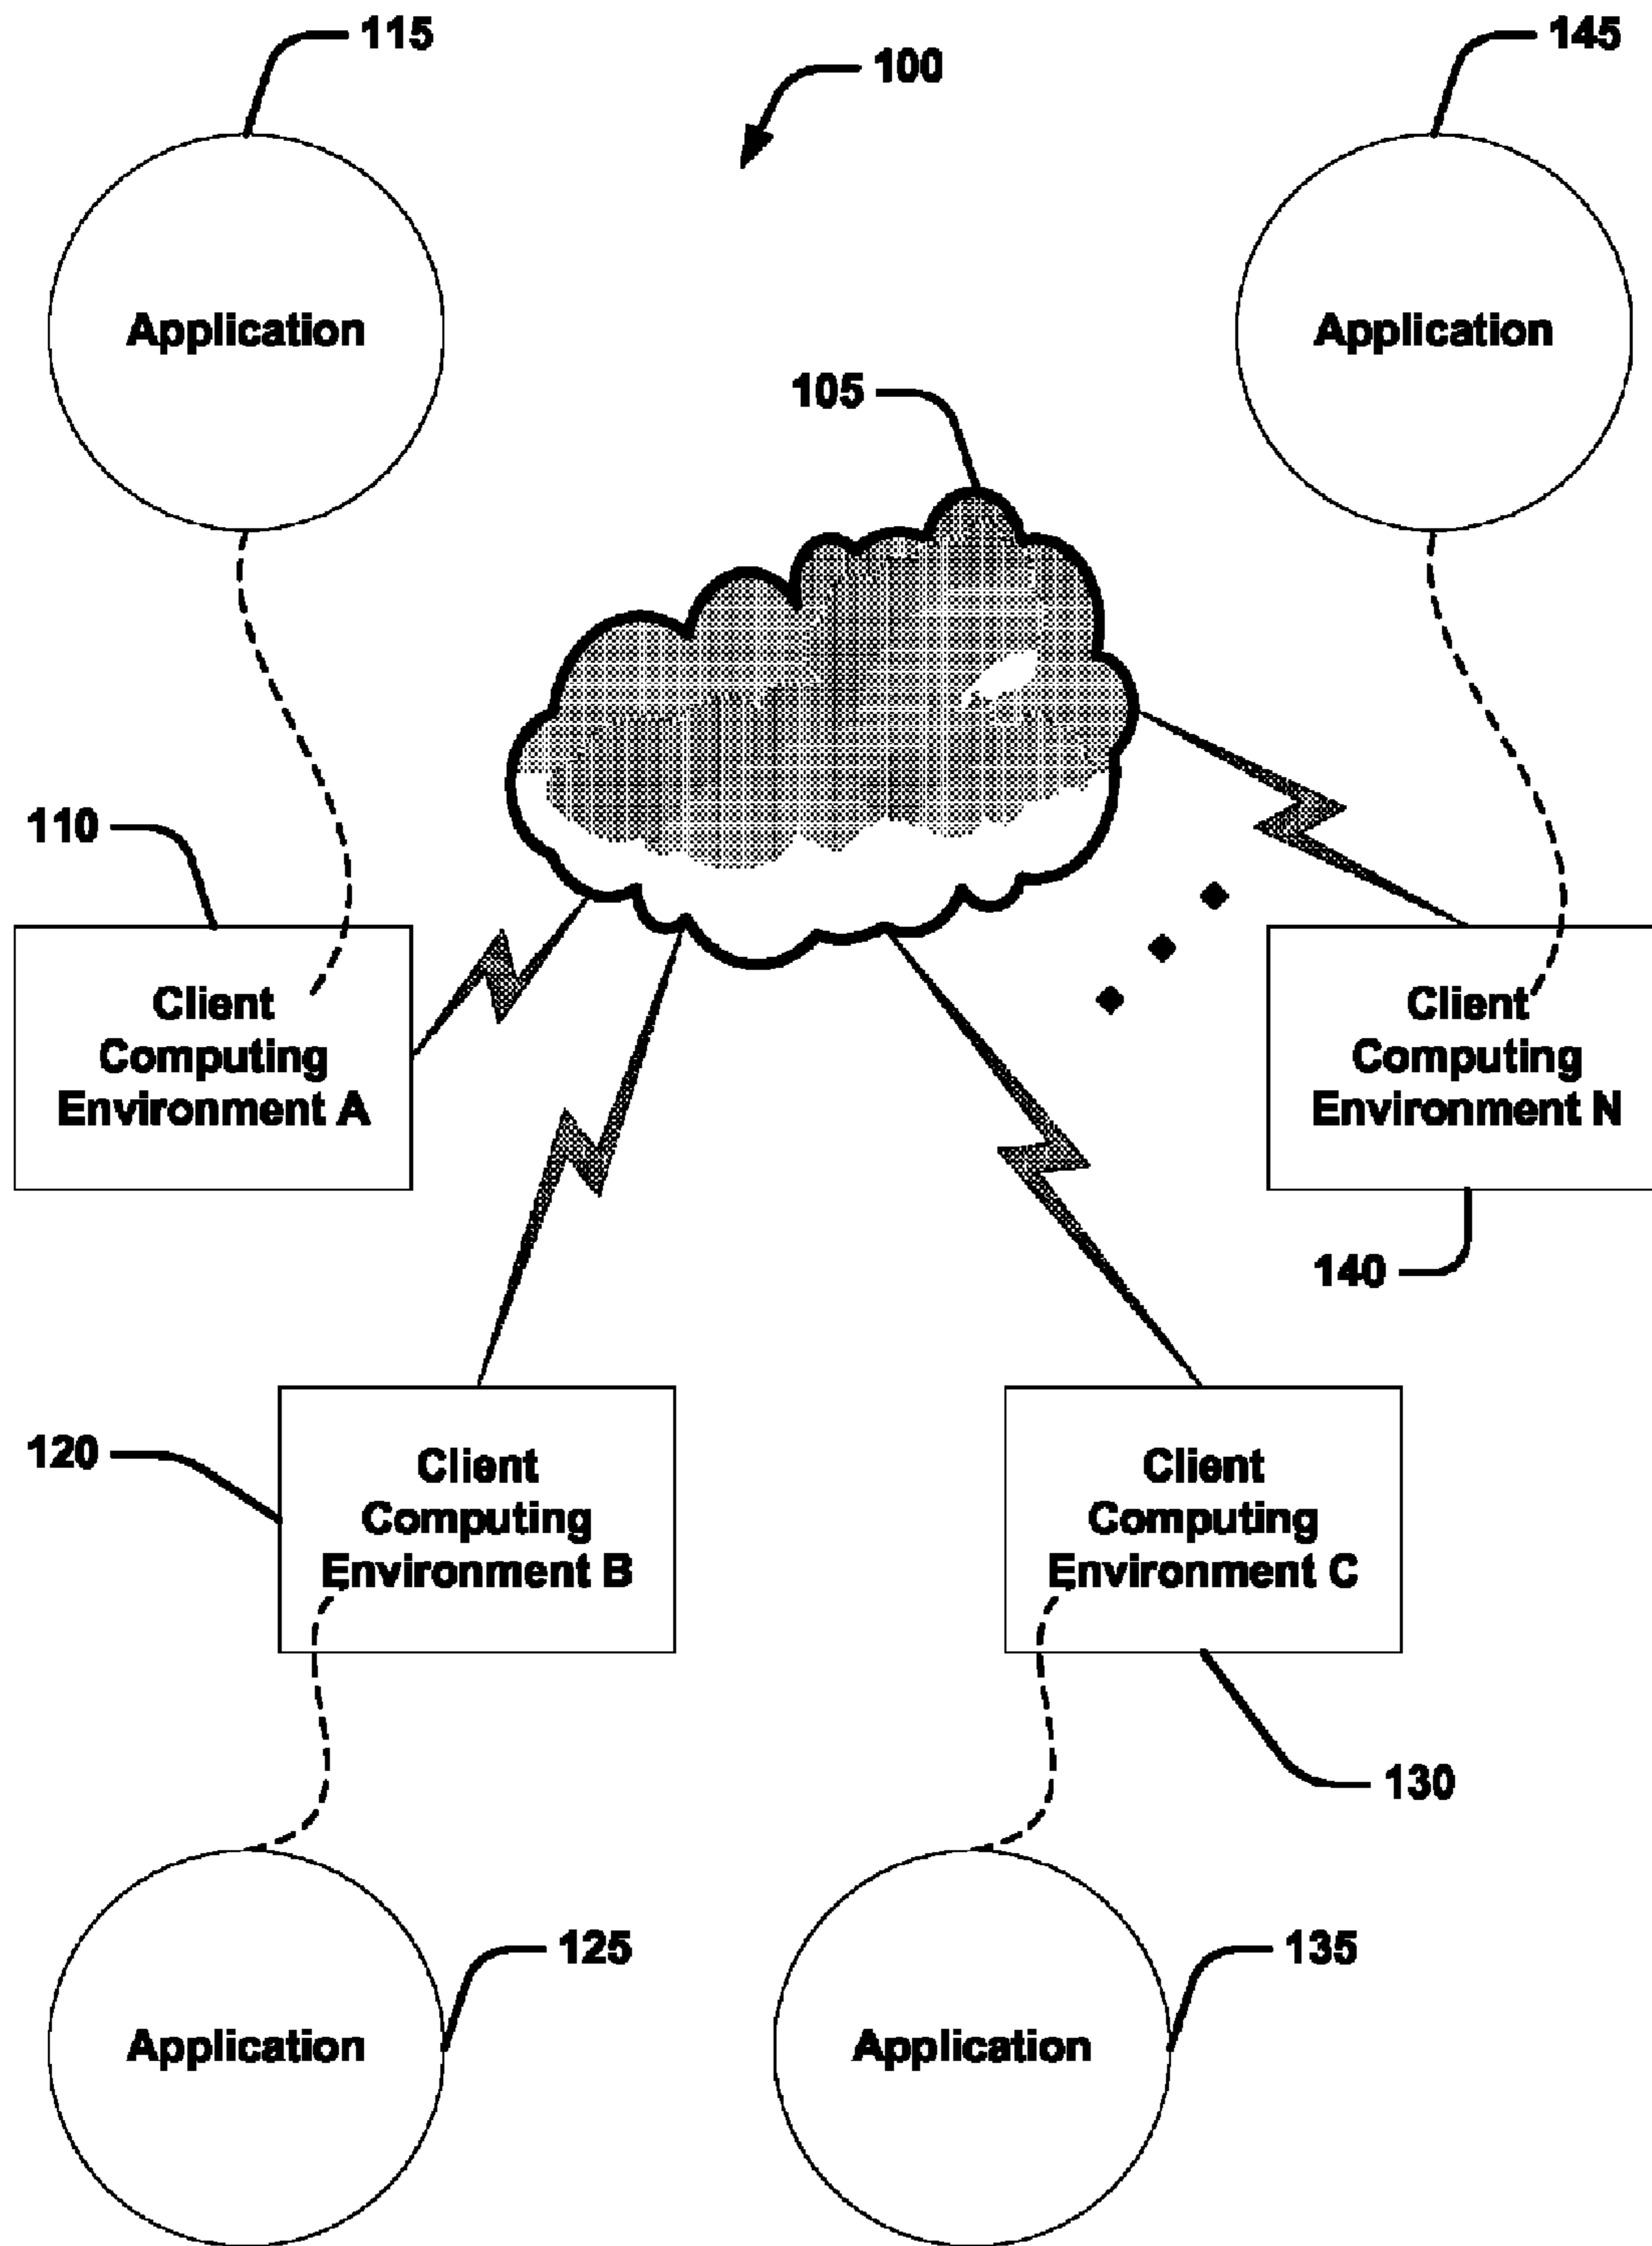 115
145
100
Application
Application
105
110
Client
Computing
Environment A
Client
Computing
Environment N
140
120
Client
Computing
Environment B
Client
Computing
Environment C
130
125
135
Application
Application